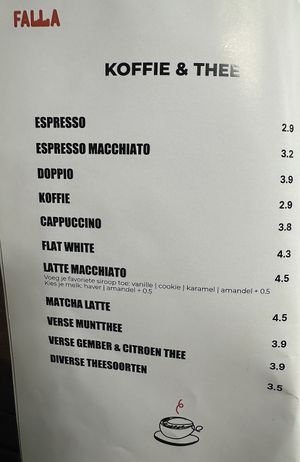 FALLA
KOFFIE & THEE
ESPRESSO 2.9
ESPRESSO MACCHIATO 3.2
DOPPIO 3.9
KOFFIE 2.9
CAPPUCCINO 3.8
FLAT WHITE 4.3
LATTE MACCHIATO 4.5
Voeg je favoriete siroop toe: vanille | cookie | karamel | amandel + 0.5
Kies je melk: haver | amandel + 0.5
MATCHA LATTE 4.5
VERSE MUNTTHEE 3.9
VERSE GEMBER & CITROEN THEE 3.9
DIVERSE THEESOORTEN 3.5